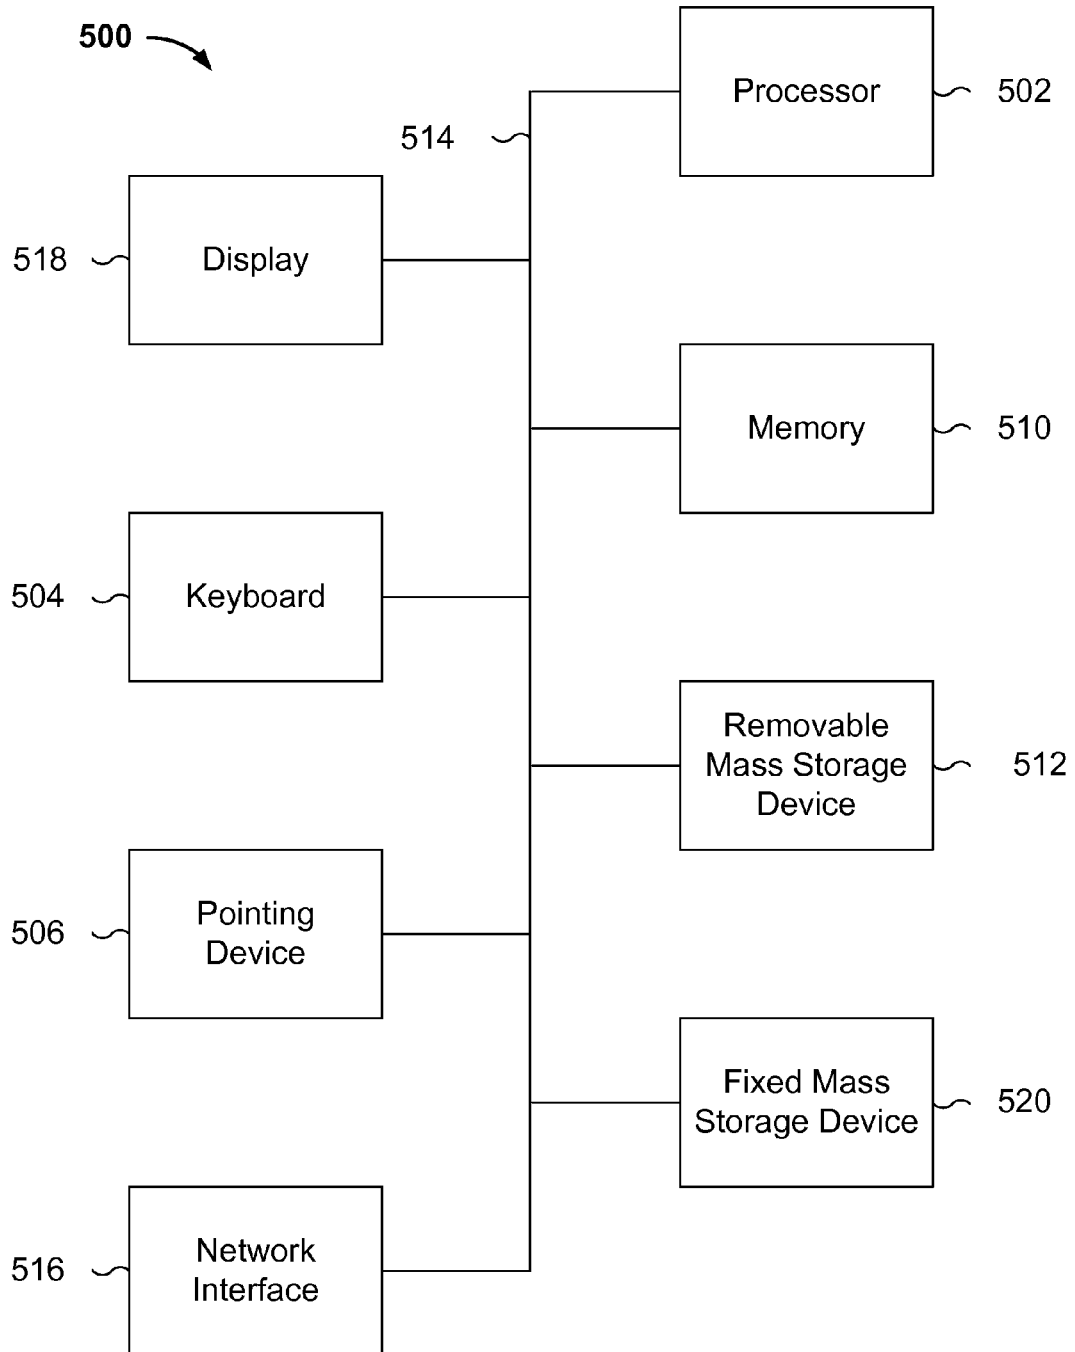 500
Processor
502
514
518
Display
Memory
510
504
Keyboard
Removable
Mass Storage
Device
512
506
Pointing
Device
Fixed Mass
Storage Device
520
516
Network
Interface